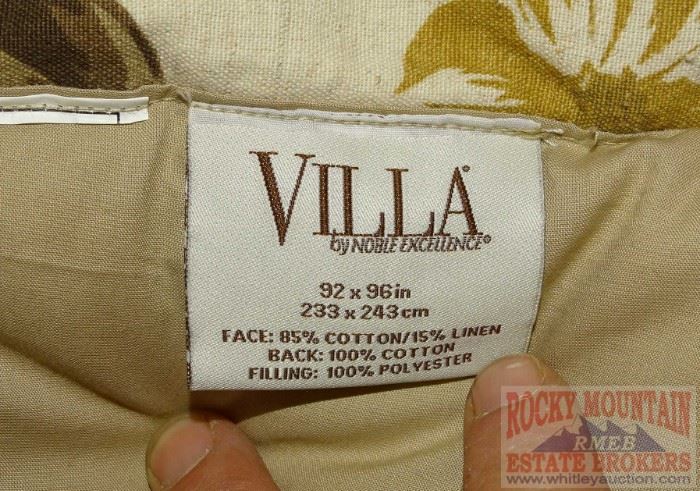 VILLA®
by NOBLE EXCELLENCE®
92 x 96in
233 x 243cm
FACE: 85% COTTON/15% LINEN
BACK: 100% COTTON
FILLING: 100% POLYESTER
ROCKY MOUNTAIN
RMEB
ESTATE BROKERS
www.whitleyauction.com